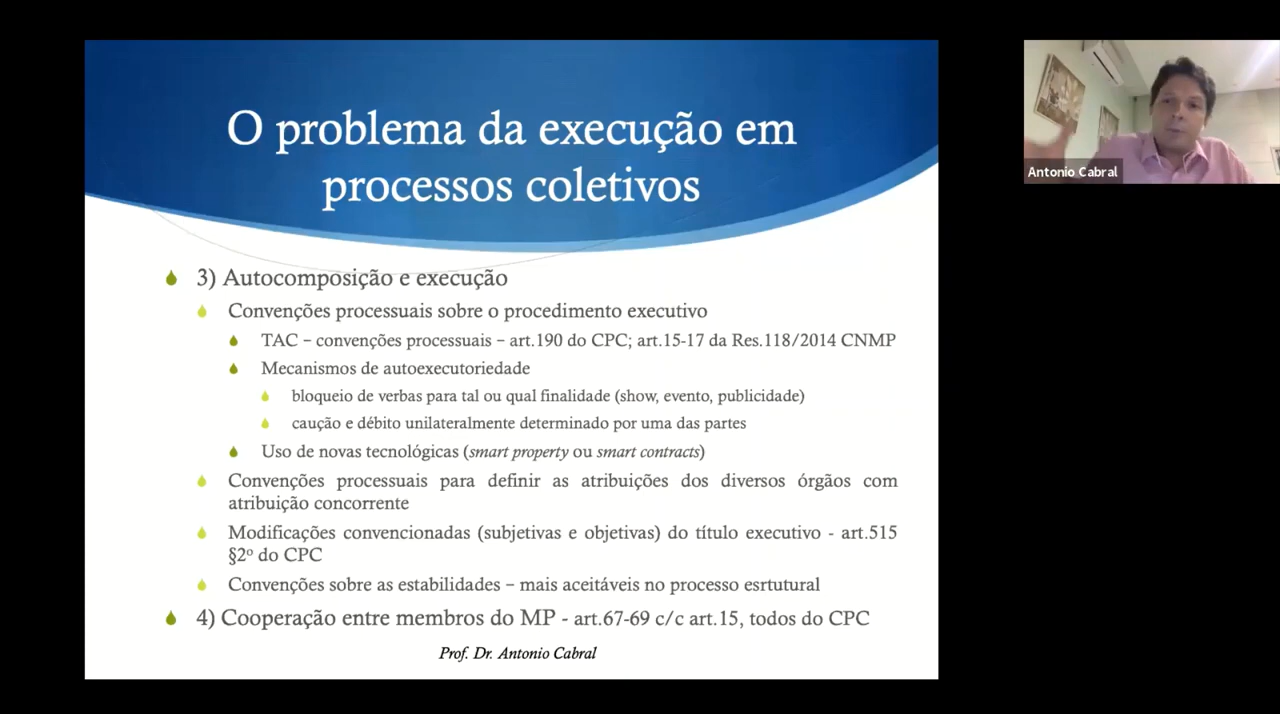 O problema da execução em
processos coletivos
3) Autocomposição e execução
Convenções processuais sobre o procedimento executivo
TAC – convenções processuais – art.190 do CPC; art.15-17 da Res.118/2014 CNMP
Mecanismos de autoexecutoriedade
bloqueio de verbas para tal ou qual finalidade (show, evento, publicidade)
caução e débito unilateralmente determinado por uma das partes
Uso de novas tecnológicas (smart property ou smart contracts)
Convenções processuais para definir as atribuições dos diversos órgãos com
atribuição concorrente
Modificações convencionadas (subjetivas e objetivas) do título executivo - art.515
§2º do CPC
Convenções sobre as estabilidades – mais aceitáveis no processo esrtutural
4) Cooperação entre membros do MP - art.67-69 c/c art.15, todos do CPC
Prof. Dr. Antonio Cabral
Antonio Cabral